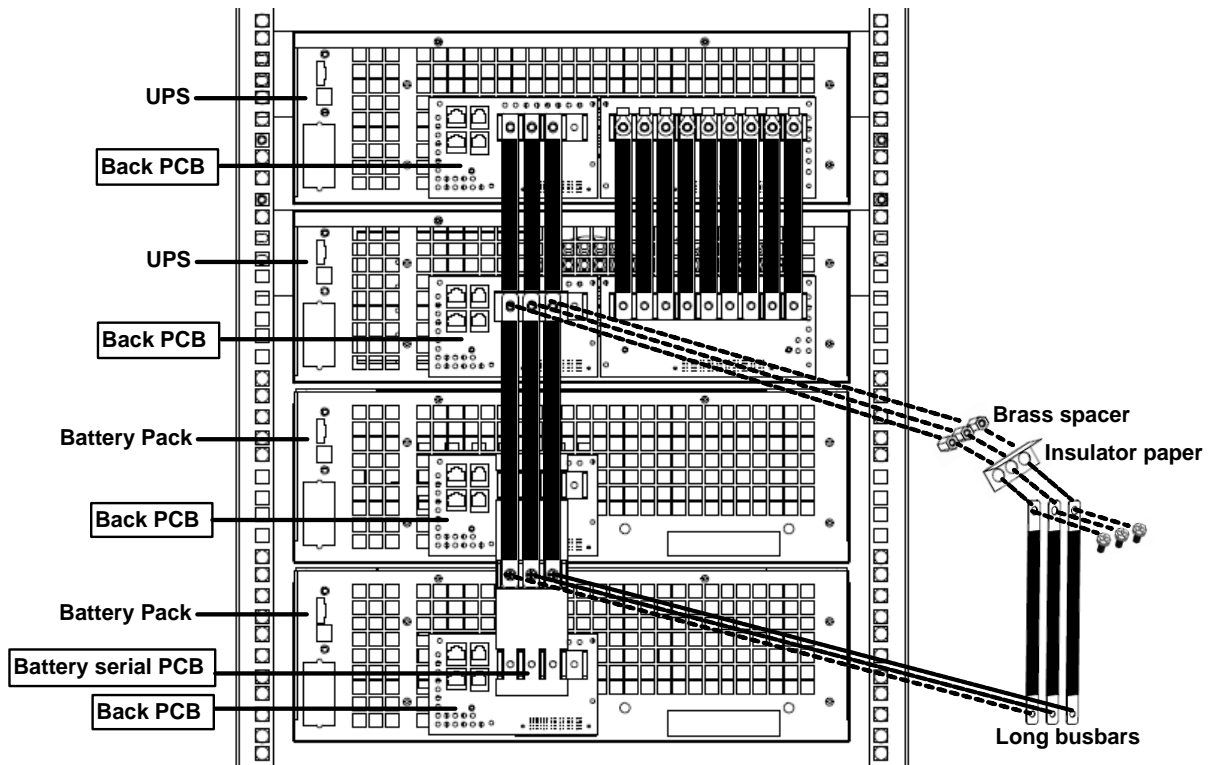 UPS
Back PCB
UPS
Back PCB
Brass spacer
Battery Pack
Insulator paper
Back PCB
Battery Pack
Battery serial PCB
Back PCB
Long busbars